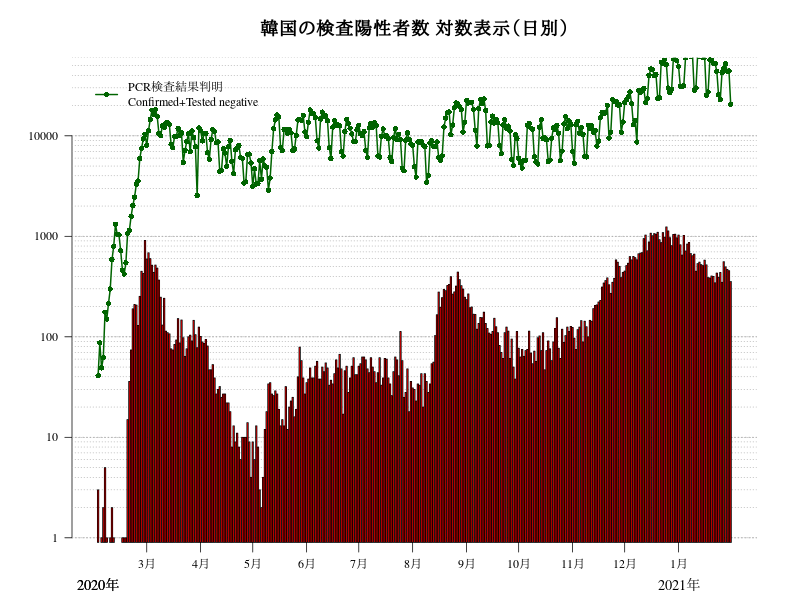 韓国の検査陽性者数 対数表示(日別)
PCR検査結果判明
Confirmed+Tested negative
10000
1000
100
10
1
3月 4月 5月 6月 7月 8月 9月 10月 11月 12月 1月
2020年 2021年